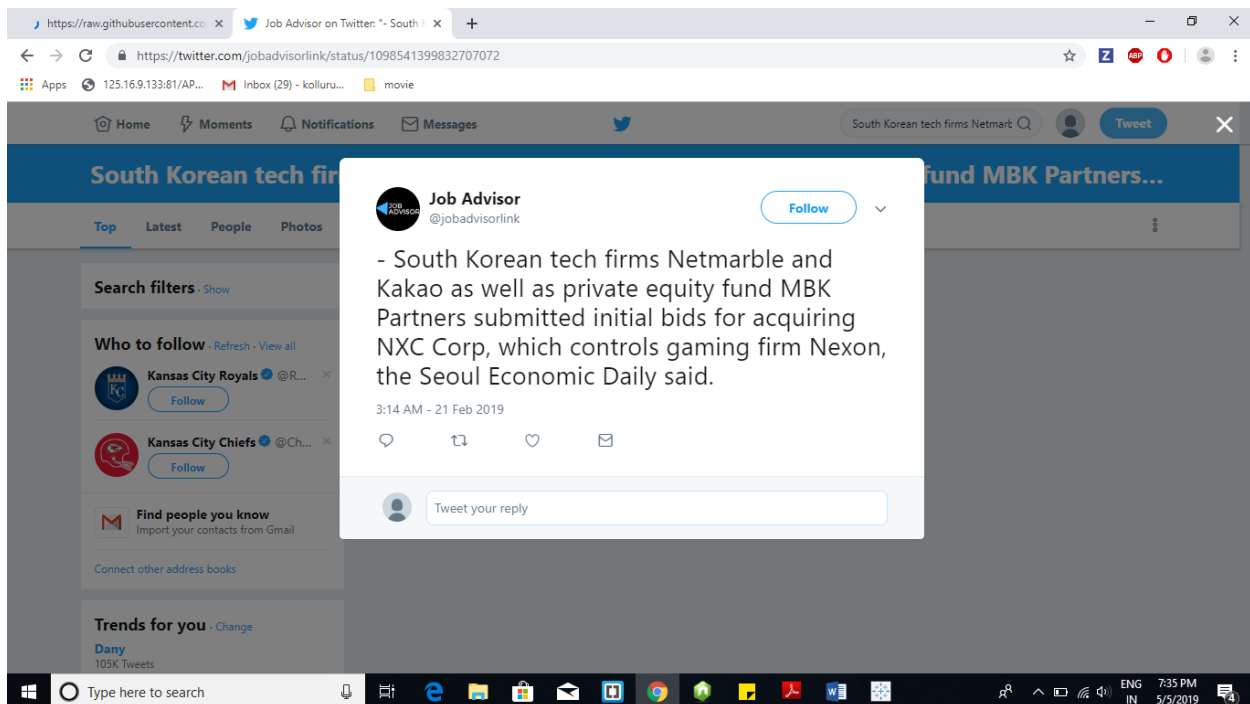 https://raw.githubusercontent.co
Job Advisor on Twitter: "- South K
https://twitter.com/jobadvisorlink/status/1098541399832707072
Z ABP O
Apps 125.16.9.133:81/AP... Inbox (29) - kolluru... movie
Home Moments Notifications Messages South Korean tech firms Netmarb Tweet
South Korean tech fir fund MBK Partners...
Top Latest People Photos
JOB ADVISOR
Job Advisor
@jobadvisorlink
Follow
- South Korean tech firms Netmarble and
Kakao as well as private equity fund MBK
Partners submitted initial bids for acquiring
NXC Corp, which controls gaming firm Nexon,
the Seoul Economic Daily said.
3:14 AM - 21 Feb 2019
Tweet your reply
Search filters · Show
Who to follow · Refresh · View all
KC
Kansas City Royals @R...
Follow
Kansas City Chiefs @Ch...
Follow
Find people you know
Import your contacts from Gmail
Connect other address books
Trends for you · Change
Dany
105K Tweets
Type here to search
ENG 7:35 PM
IN 5/5/2019
4